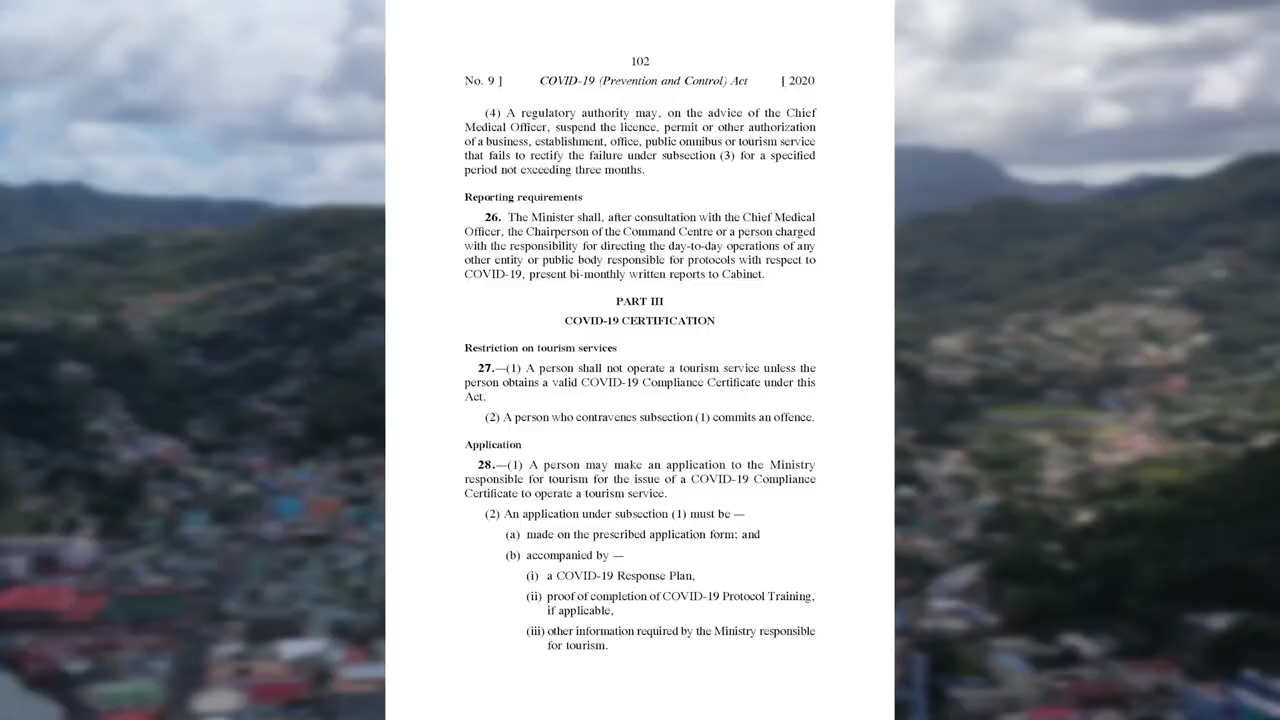 102
No. 9 ] COVID-19 (Prevention and Control) Act [ 2020
(4) A regulatory authority may, on the advice of the Chief
Medical Officer, suspend the licence, permit or other authorization
of a business, establishment, office, public omnibus or tourism service
that fails to rectify the failure under subsection (3) for a specified
period not exceeding three months.
Reporting requirements
26. The Minister shall, after consultation with the Chief Medical
Officer, the Chairperson of the Command Centre or a person charged
with the responsibility for directing the day-to-day operations of any
other entity or public body responsible for protocols with respect to
COVID-19, present bi-monthly written reports to Cabinet.
PART III
COVID-19 CERTIFICATION
Restriction on tourism services
27.—(1) A person shall not operate a tourism service unless the
person obtains a valid COVID-19 Compliance Certificate under this
Act.
(2) A person who contravenes subsection (1) commits an offence.
Application
28.—(1) A person may make an application to the Ministry
responsible for tourism for the issue of a COVID-19 Compliance
Certificate to operate a tourism service.
(2) An application under subsection (1) must be —
(a) made on the prescribed application form; and
(b) accompanied by —
(i) a COVID-19 Response Plan,
(ii) proof of completion of COVID-19 Protocol Training,
if applicable,
(iii) other information required by the Ministry responsible
for tourism.